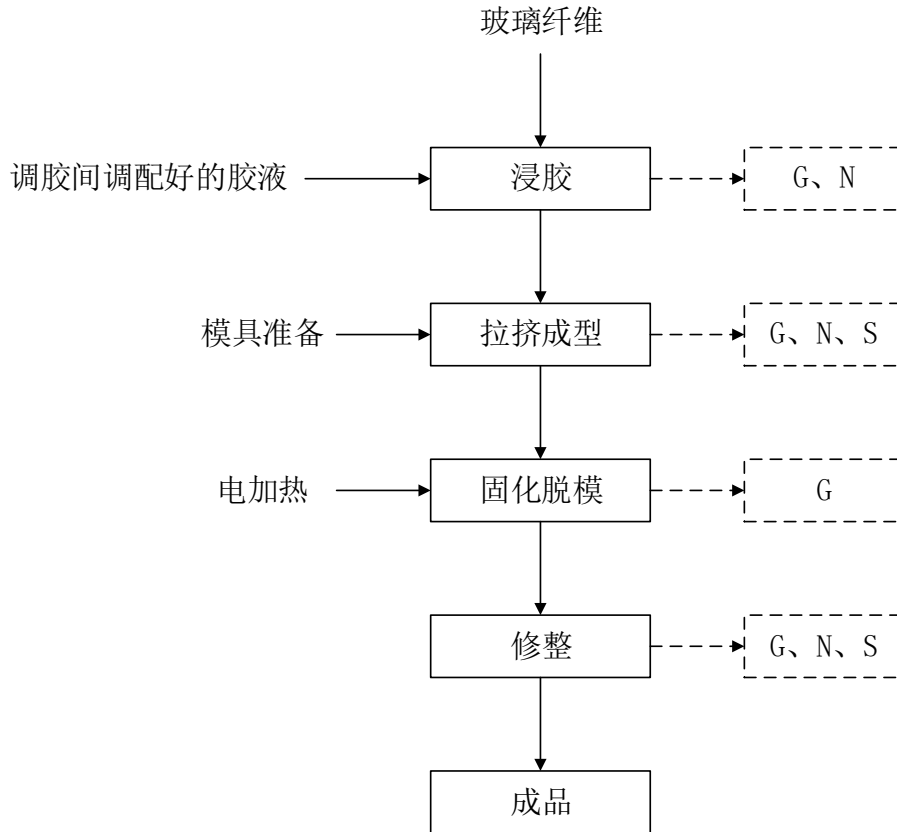 玻璃纤维
调胶间调配好的胶液
浸胶
G、N
模具准备
拉挤成型
G、N、S
电加热
固化脱模
G
修整
G、N、S
成品